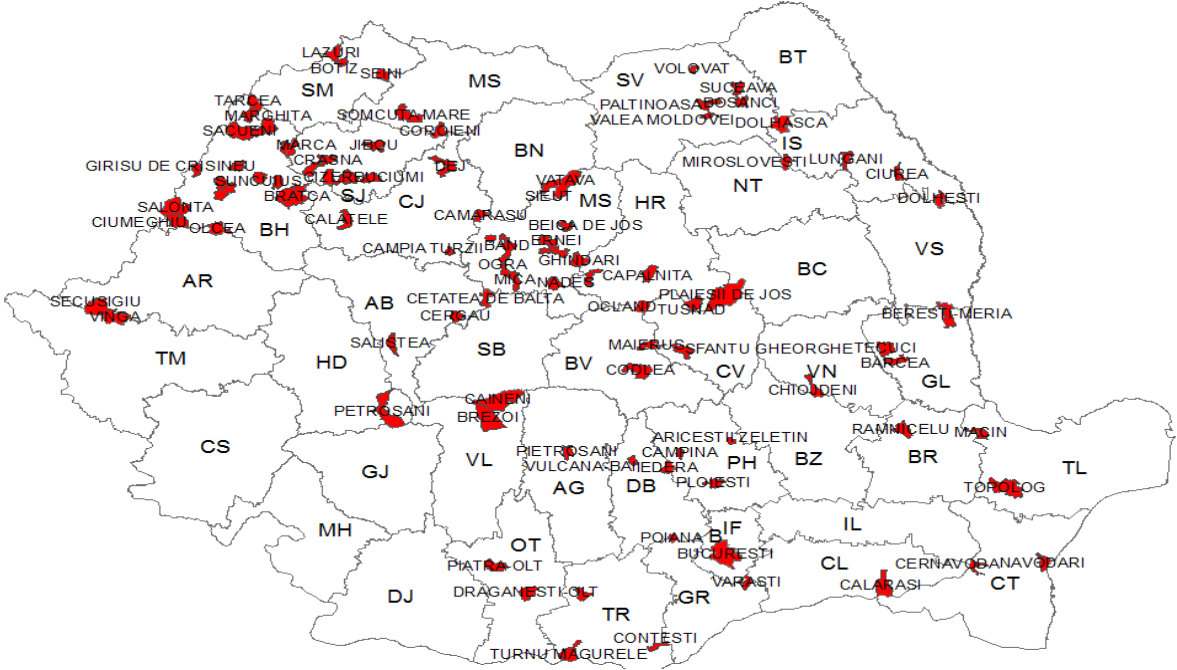 LAZURI
BOTIZ
SEINI
SM
MS
SV
VOLOVAT
BT
TARCEA
MARGHITA
SACUENI
SOMCUTA MARE
COROIENI
SUCEAVA
PALTINOASA
BOSANCI
VALEA MOLDOVEI
DOLHASCA
IS
MARCA
JIBOU
CRASNA
DEJ
BN
MIROSLOVESTI
LUNGANI
CIUREA
GIRISU DE CRIS
BRATCA
SJ
CJ
VATAVA
SIEUT
MS
HR
NT
DOLHESTI
SALONTA
CIUMEGHIU
OLCEA
BH
CALATELE
CAMARASU
BEICA DE JOS
ERNEI
BAND
CAMPIA TURZII
OGRA
GHINDARI
VS
AR
MICA
NADES
CAPALNITA
BC
SECUSIGIU
VINGA
AB
CETATEA DE BALTA
CERGAU
OCLAND
TUSNAD
PLAIESII DE JOS
BERESTI-MERIA
SALISTEA
TM
HD
SB
BV
MAIERUS
SFANTU GHEORGHE
TECUCI
BARCEA
CODLEA
CV
VN
CHIOJDENI
GL
PETROSANI
CAINENI
BREZOI
CS
GJ
VL
PIETROSANI
VULCANA-BAI
IEDERA
ARICESTI
ZELETIN
CAMPINA
PLOIESTI
PH
BZ
RAMNICELU
BR
MACIN
TL
TOPOLOG
AG
DB
MH
OT
POIANA
IF
B
BUCURESTI
IL
PIATRA-OLT
DJ
DRAGANESTI-OLT
TR
GR
VARASTI
CL
CALARASI
CERNAVODA
NAVODARI
CT
CONTESTI
TURNU MAGURELE